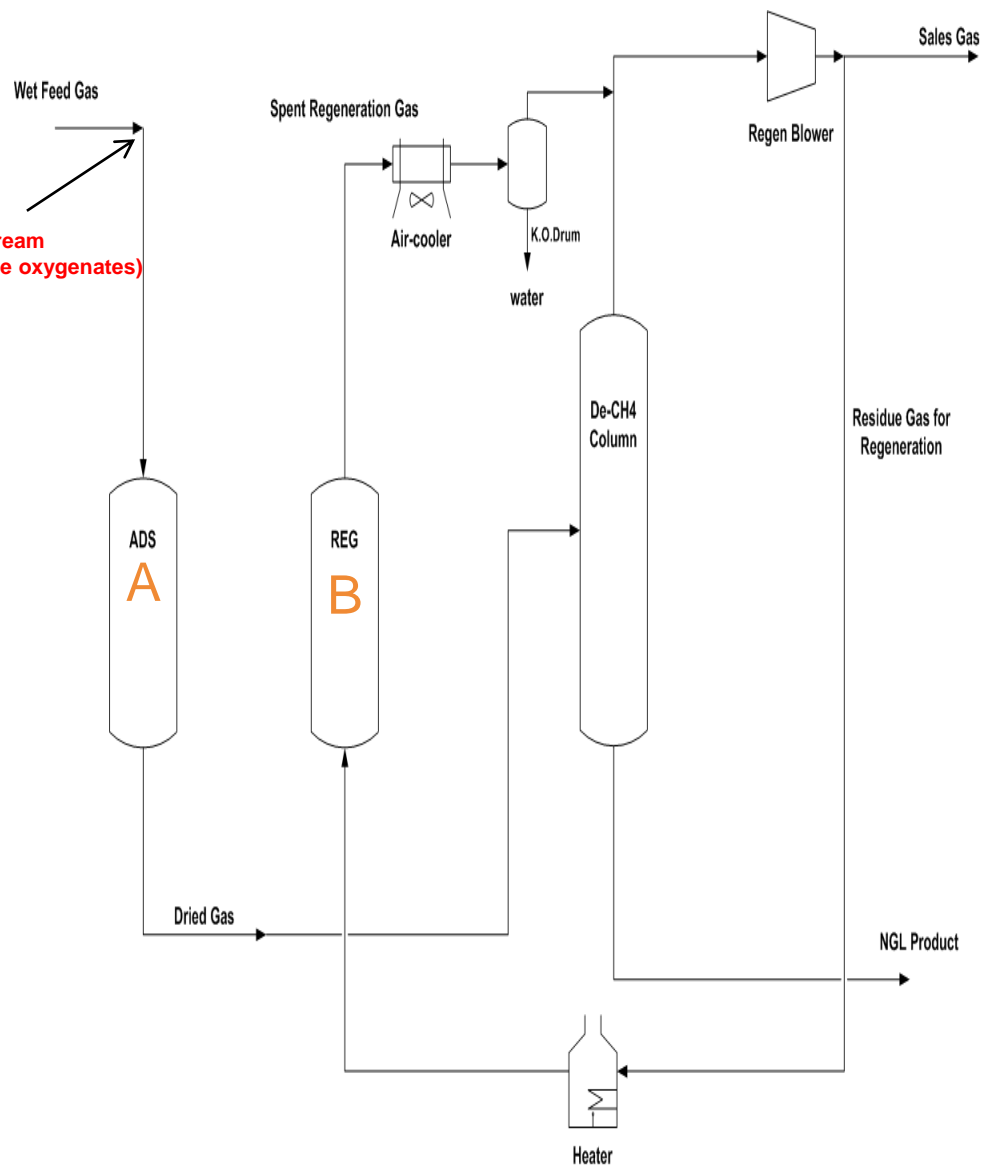 Sales Gas
Wet Feed Gas
Spent Regeneration Gas
Regen Blower
Air-cooler
K.O.Drum
water
oxygenates)
De-CH4
Column
Residue Gas for
Regeneration
ADS
A
REG
B
Dried Gas
NGL Product
Heater